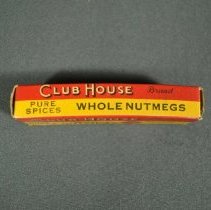 CLUB HOUSE Brand
PURE WHOLE NUTMEGS
SPICES